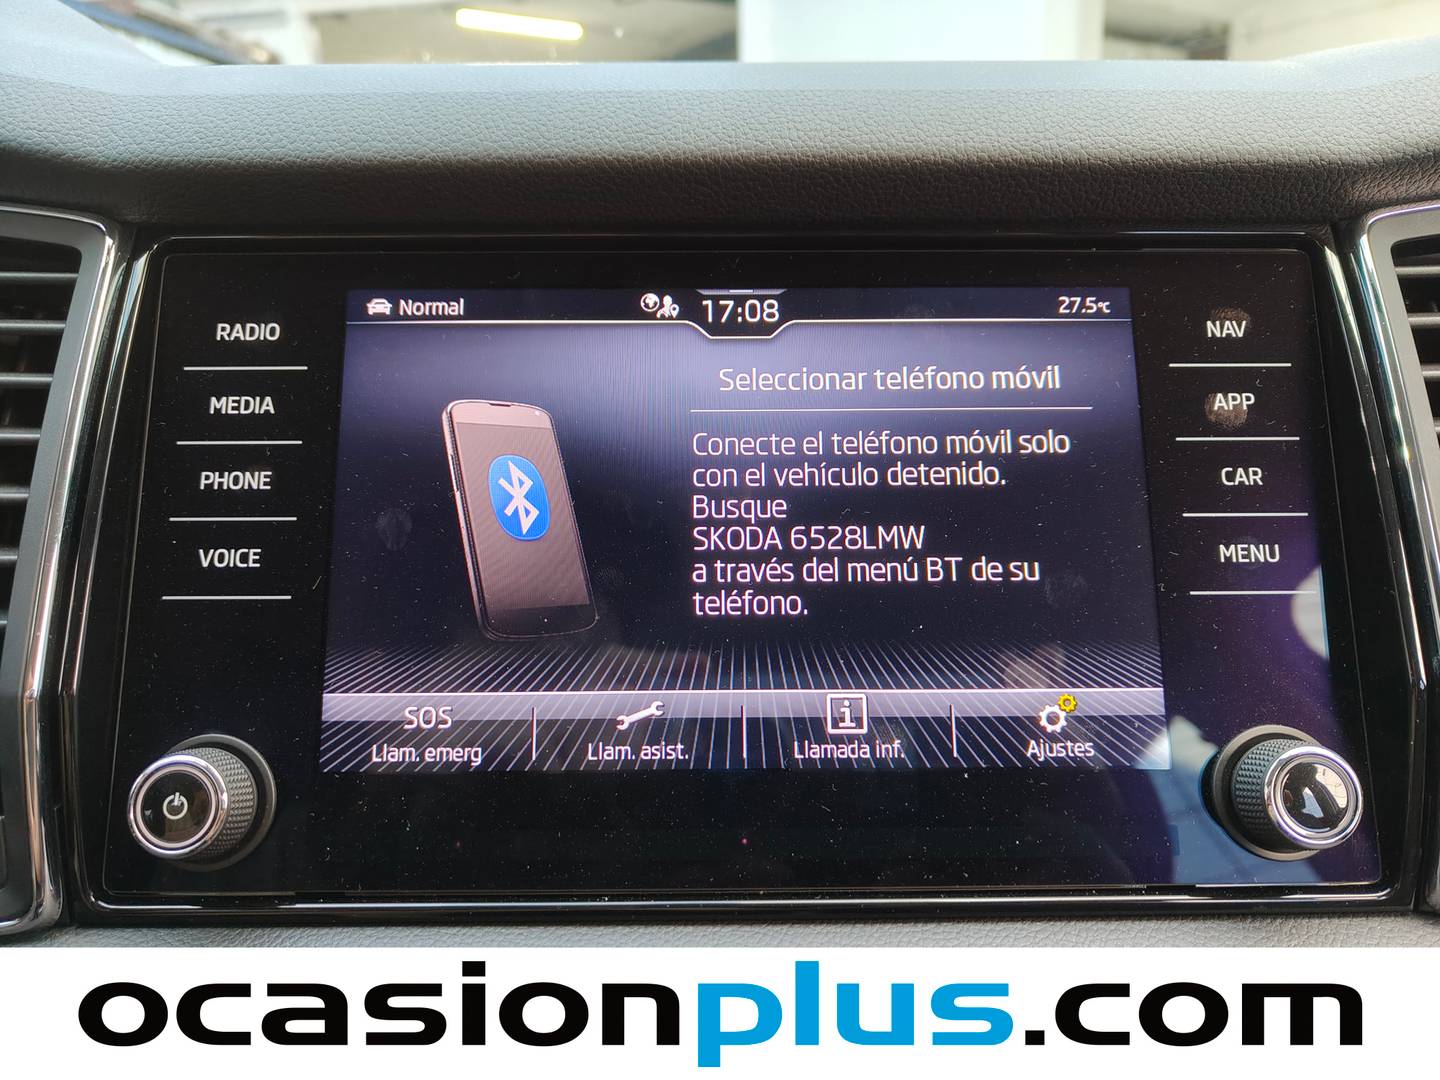 Normal
17:08
27.5°C
RADIO
MEDIA
PHONE
VOICE
NAV
APP
CAR
MENU
Seleccionar teléfono móvil
Conecte el teléfono móvil solo
con el vehículo detenido.
Busque
SKODA 6528LMW
a través del menú BT de su
teléfono.
SOS
Llam. emerg
Llam. asist.
Llamada inf.
Ajustes
ocasionplus.com